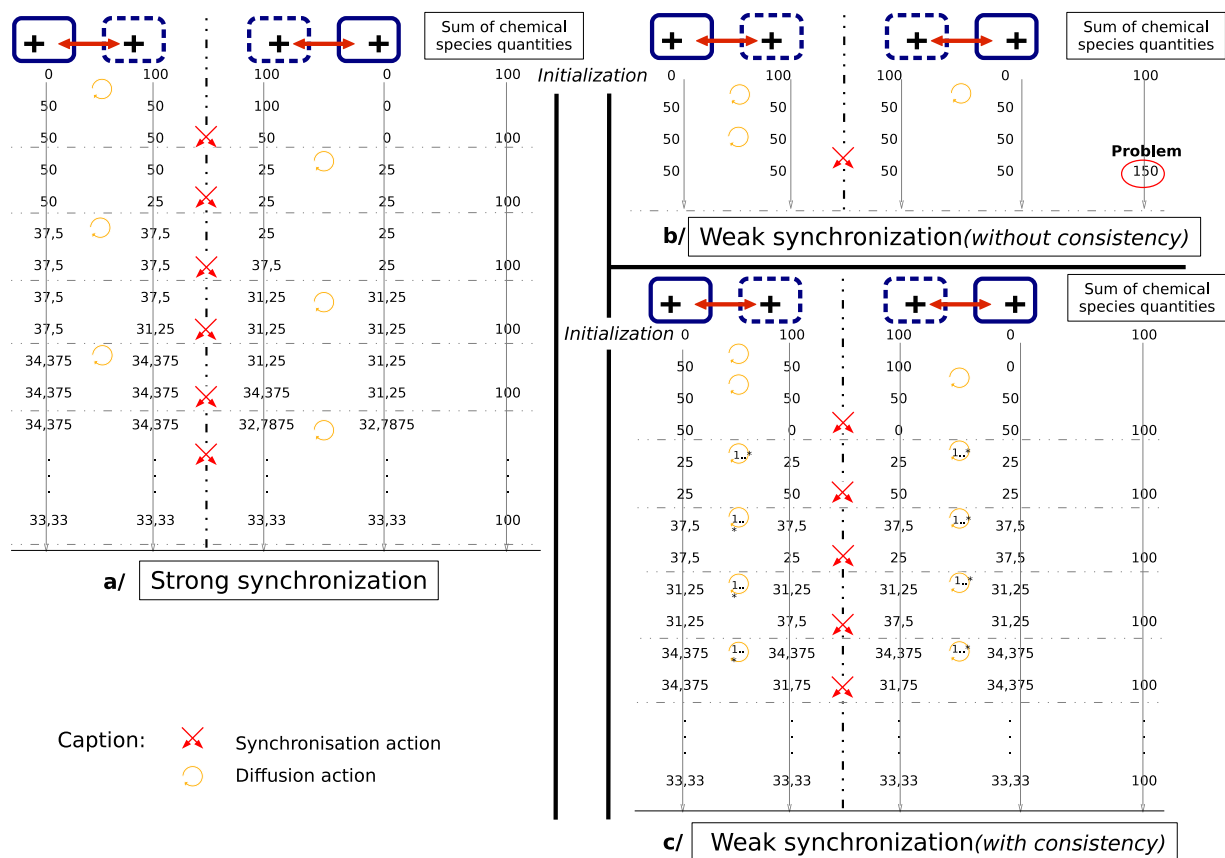 Sum of chemical
species quantities
0 100 100 0 100
50 50 100 0
50 50 50 0 100
50 50 25 25
50 25 25 25 100
37,5 37,5 25 25
37,5 37,5 37,5 25 100
37,5 37,5 31,25 31,25
37,5 31,25 31,25 31,25 100
34,375 34,375 31,25 31,25
34,375 34,375 34,375 31,25 100
34,375 34,375 32,7875 32,7875
33,33 33,33 33,33 33,33 100
a/ Strong synchronization
Caption:
Synchronisation action
Diffusion action
Sum of chemical
species quantities
Initialization
0 100 100 0 100
50 50 50 50
50 50 50 50
Problem
50 50 50 50 150
b/ Weak synchronization(without consistency)
Sum of chemical
species quantities
Initialization
0 100 100 0 100
50 50 100 0
50 50 50 50
50 0 0 50 100
25 1..* 25 25 1..* 25
25 50 50 25 100
37,5 1..* 37,5 37,5 1..* 37,5
37,5 25 25 37,5 100
31,25 1..* 31,25 31,25 1..* 31,25
31,25 37,5 37,5 31,25 100
34,375 1..* 34,375 34,375 1..* 34,375
34,375 31,75 31,75 34,375 100
33,33 33,33 33,33 33,33 100
c/ Weak synchronization(with consistency)